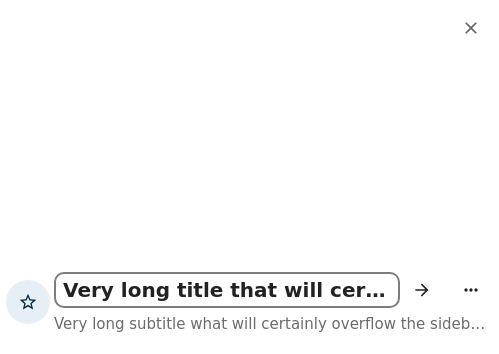 Very long title that will cer...
Very long subtitle what will certainly overflow the sideb...